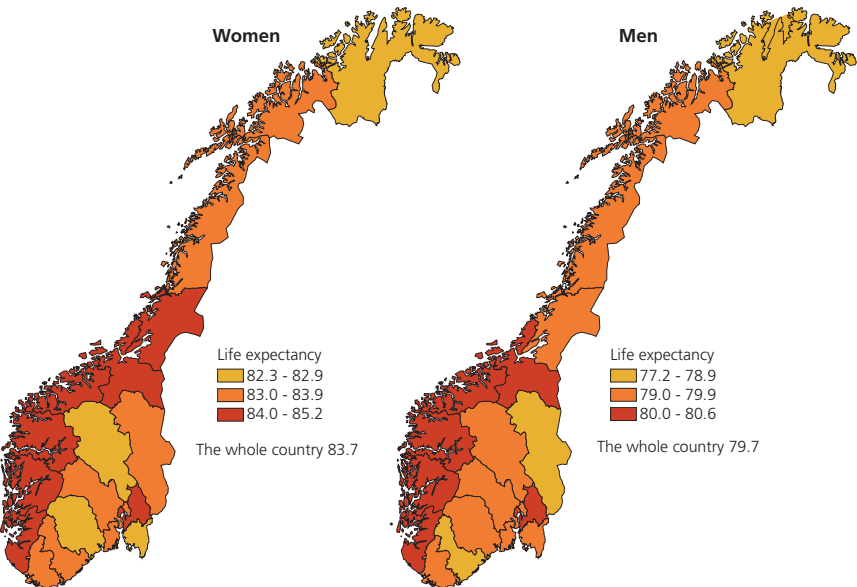 Women
Life expectancy
82.3 - 82.9
83.0 - 83.9
84.0 - 85.2
The whole country 83.7
Men
Life expectancy
77.2 - 78.9
79.0 - 79.9
80.0 - 80.6
The whole country 79.7